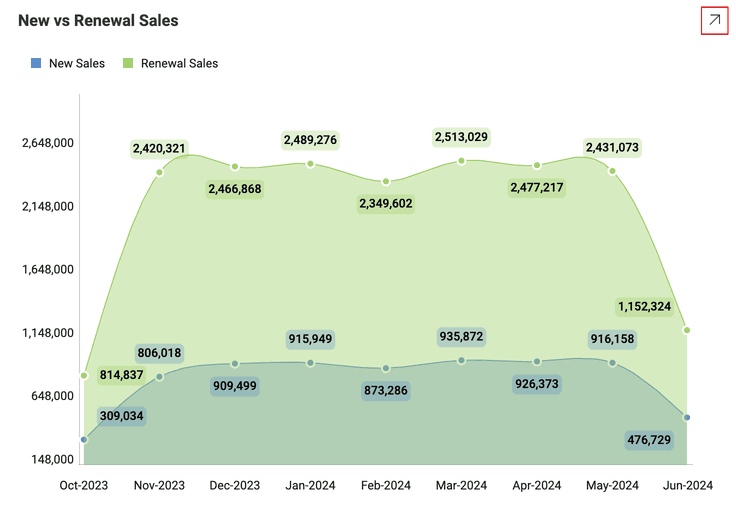 New vs Renewal Sales
New Sales
Renewal Sales
2,648,000
2,148,000
1,648,000
1,148,000
648,000
148,000
2,420,321
2,466,868
2,489,276
2,349,602
2,513,029
2,477,217
2,431,073
1,152,324
814,837
309,034
806,018
909,499
915,949
873,286
935,872
926,373
916,158
476,729
Oct-2023
Nov-2023
Dec-2023
Jan-2024
Feb-2024
Mar-2024
Apr-2024
May-2024
Jun-2024